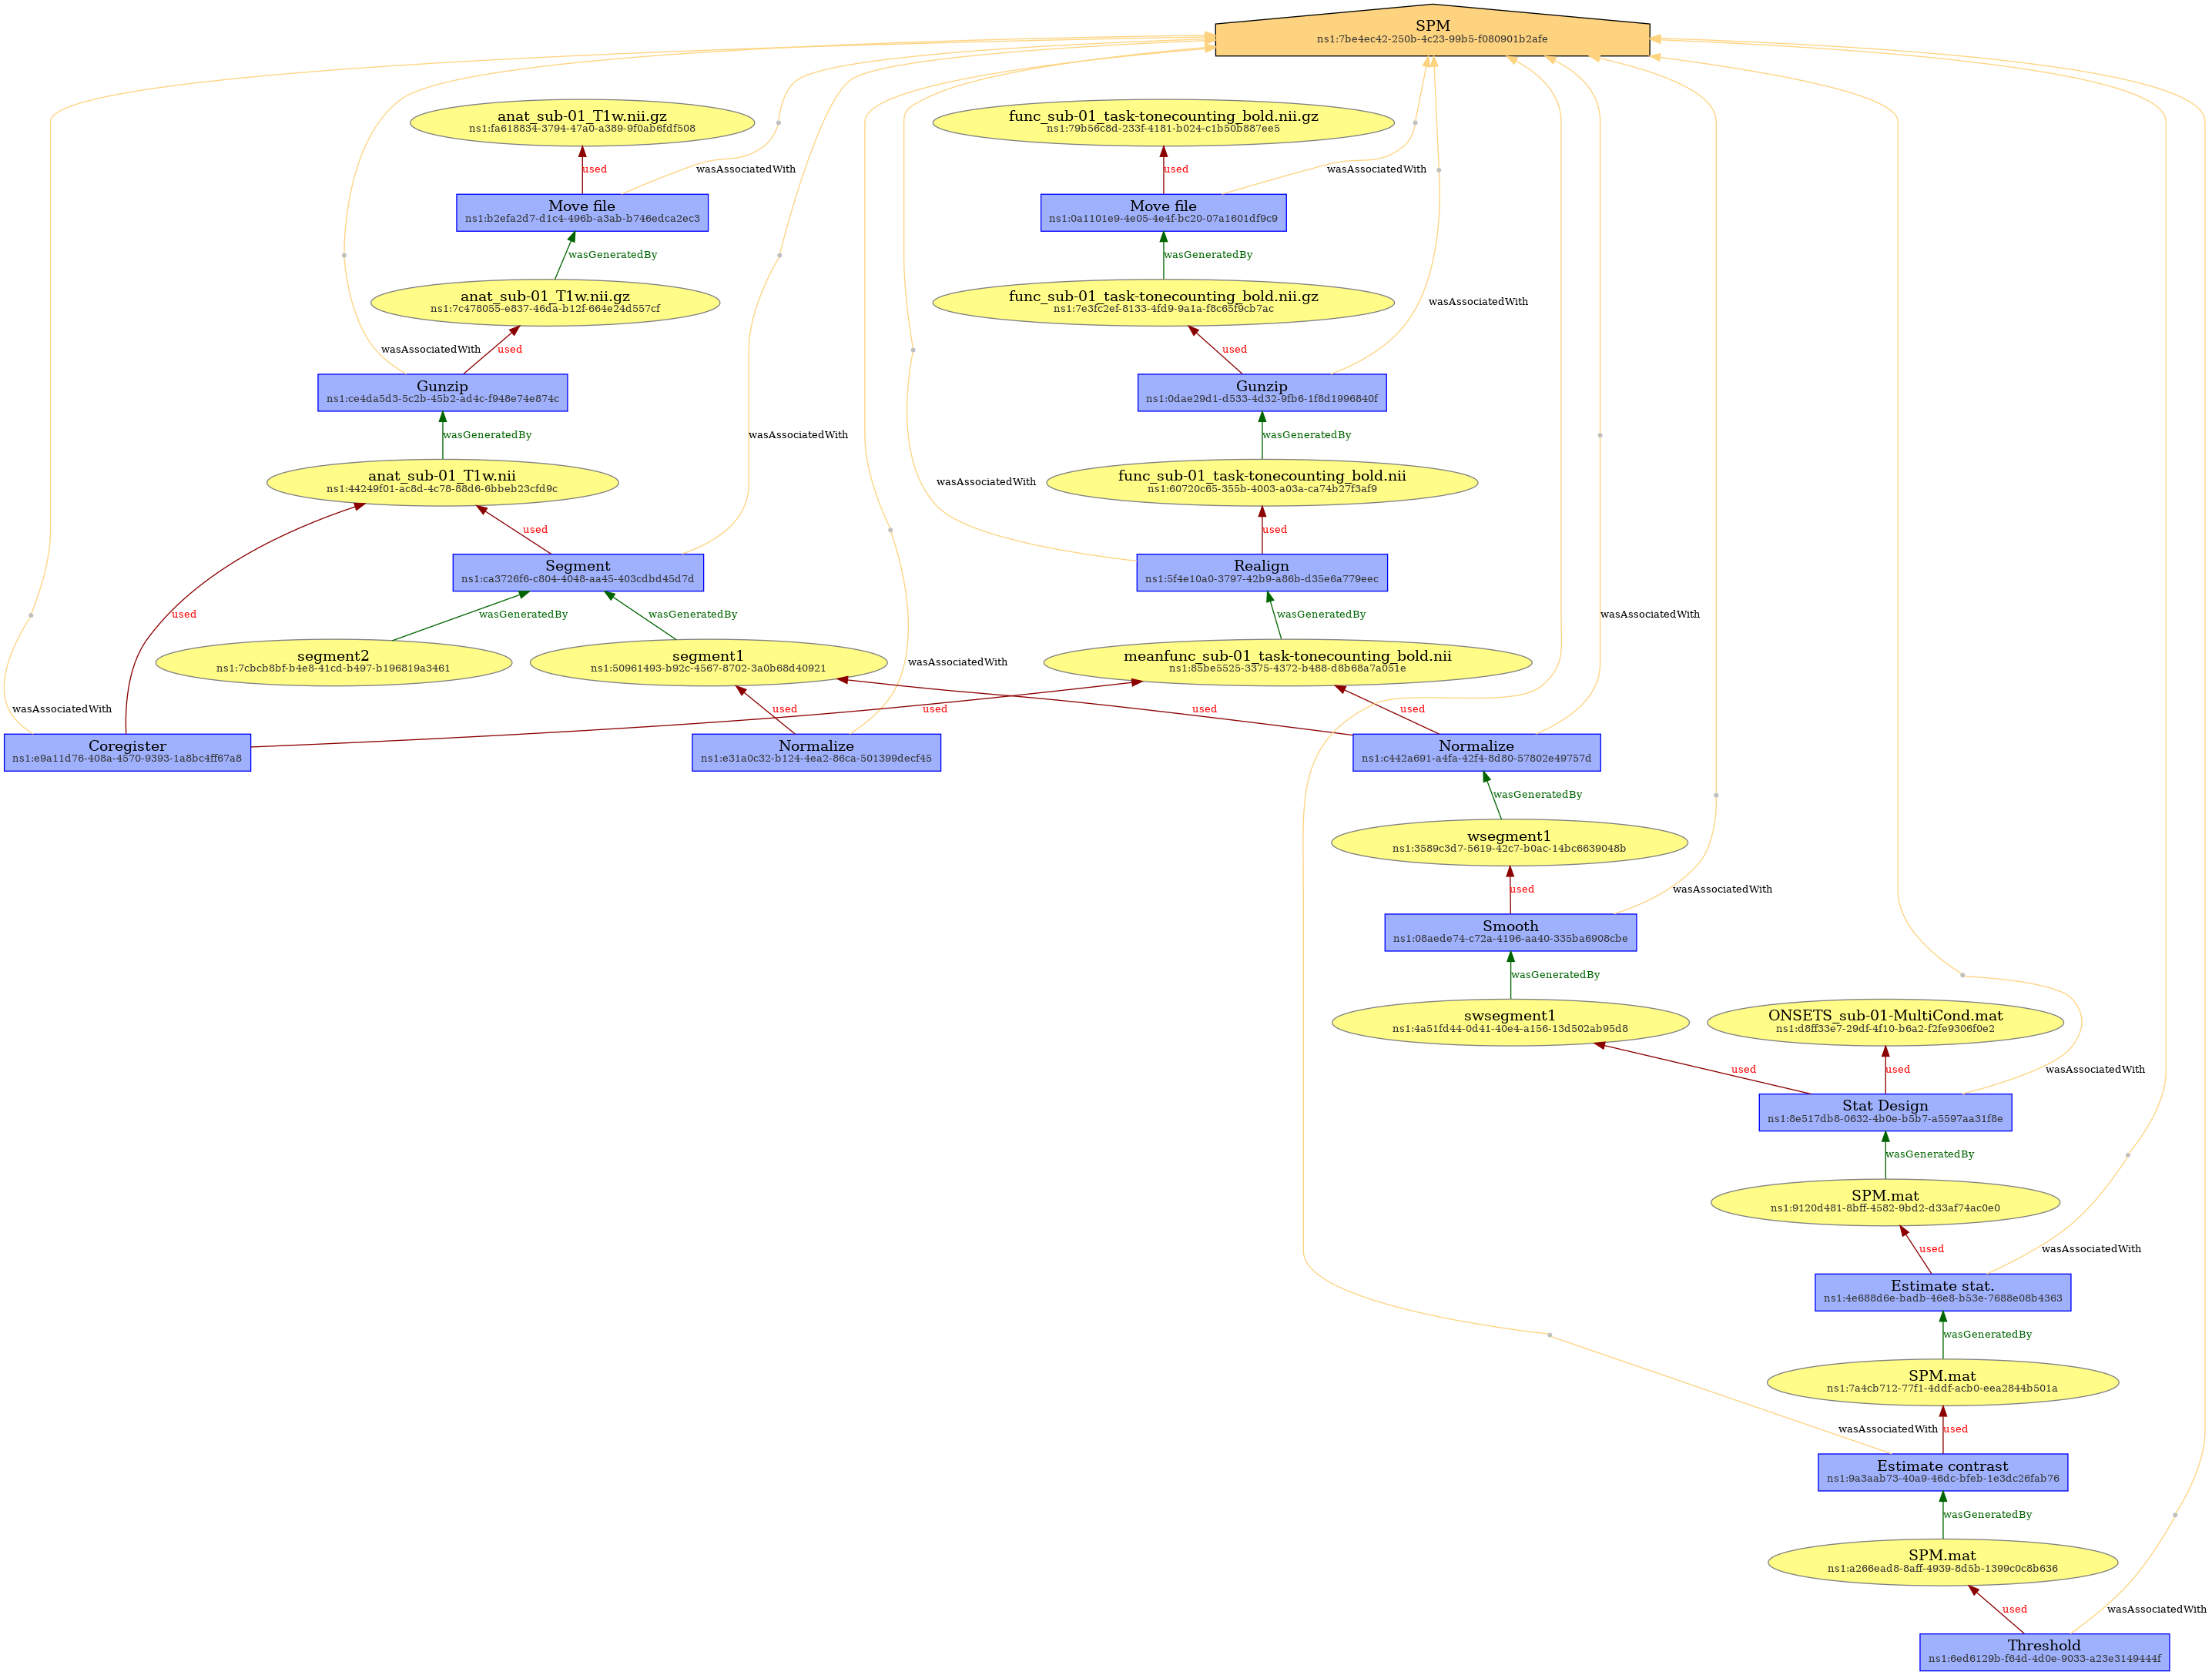 SPM
ns1:7be4ec42-250b-4c23-99b5-f080901b2afe
anat_sub-01_T1w.nii.gz
ns1:fa618834-3794-47a0-a389-9f0ab6fdf508
func_sub-01_task-tonecounting_bold.nii.gz
ns1:79b56c8d-233f-4181-b024-c1b50b887ee5
used
wasAssociatedWith
used
wasAssociatedWith
Move file
ns1:b2efa2d7-d1c4-496b-a3ab-b746edca2ec3
Move file
ns1:0a1101e9-4e05-4e4f-bc20-07a1601df9c9
wasGeneratedBy
wasGeneratedBy
anat_sub-01_T1w.nii.gz
ns1:7c478055-e837-46da-b12f-664e24d557cf
func_sub-01_task-tonecounting_bold.nii.gz
ns1:7e3fc2ef-8133-4fd9-9a1a-f8c65f9cb7ac
wasAssociatedWith
wasAssociatedWith
used
used
Gunzip
ns1:ce4da5d3-5c2b-45b2-ad4c-f948e74e874c
Gunzip
ns1:0dae29d1-d533-4d32-9fb6-1f8d1996840f
wasGeneratedBy
wasAssociatedWith
wasGeneratedBy
anat_sub-01_T1w.nii
ns1:44249f01-ac8d-4c78-88d6-6bbeb23cfd9c
wasAssociatedWith
func_sub-01_task-tonecounting_bold.nii
ns1:60720c65-355b-4003-a03a-ca74b27f3af9
used
used
Segment
ns1:ca3726f6-c804-4048-aa45-403cdbd45d7d
Realign
ns1:5f4e10a0-3797-42b9-a86b-d35e6a779eec
used
wasGeneratedBy
wasGeneratedBy
wasGeneratedBy
wasAssociatedWith
segment2
ns1:7cbcb8bf-b4e8-41cd-b497-b196819a3461
segment1
ns1:50961493-b92c-4567-8702-3a0b68d40921
wasAssociatedWith
meanfunc_sub-01_task-tonecounting_bold.nii
ns1:85be5525-3375-4372-b488-d8b68a7a051e
wasAssociatedWith
used
used
used
used
Coregister
ns1:e9a11d76-408a-4570-9393-1a8bc4ff67a8
Normalize
ns1:e31a0c32-b124-4ea2-86ca-501399decf45
Normalize
ns1:c442a691-a4fa-42f4-8d80-57802e49757d
wasGeneratedBy
wsegment1
ns1:3589c3d7-5619-42c7-b0ac-14bc6639048b
used
wasAssociatedWith
Smooth
ns1:08aede74-c72a-4196-aa40-335ba6908cbe
wasGeneratedBy
swsegment1
ns1:4a51fd44-0d41-40e4-a156-13d502ab95d8
ONSETS_sub-01-MultiCond.mat
ns1:d8ff33e7-29df-4f10-b6a2-f2fe9306f0e2
used
used
wasAssociatedWith
Stat Design
ns1:8e517db8-0632-4b0e-b5b7-a5597aa31f8e
wasGeneratedBy
SPM.mat
ns1:9120d481-8bff-4582-9bd2-d33af74ac0e0
used
wasAssociatedWith
Estimate stat.
ns1:4e688d6e-badb-46e8-b53e-7688e08b4363
wasGeneratedBy
SPM.mat
ns1:7a4cb712-77f1-4ddf-acb0-eea2844b501a
wasAssociatedWith
used
Estimate contrast
ns1:9a3aab73-40a9-46dc-bfeb-1e3dc26fab76
wasGeneratedBy
SPM.mat
ns1:a266ead8-8aff-4939-8d5b-1399c0c8b636
used
wasAssociatedWith
Threshold
ns1:6ed6129b-f64d-4d0e-9033-a23e3149444f